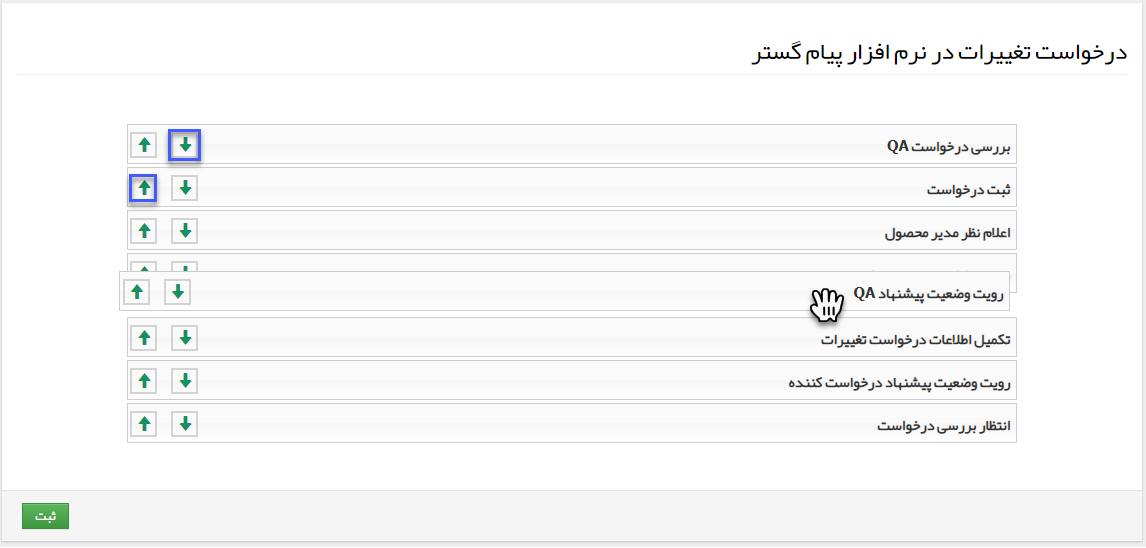 درخواست تغییرات در نرم افزار پیام گستر
بررسی درخواست QA
ثبت درخواست
اعلام نظر مدیر محصول
رویت وضعیت پیشنهاد QA
تکمیل اطلاعات درخواست تغییرات
رویت وضعیت پیشنهاد درخواست کننده
انتظار بررسی درخواست
ثبت